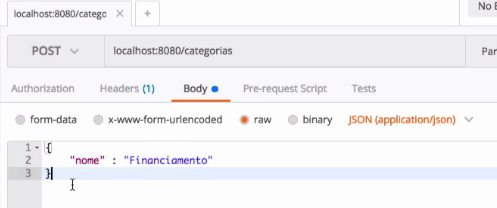 No E
localhost:8080/catego × +
POST localhost:8080/categorias Par
Authorization Headers (1) Body Pre-request Script Tests
form-data x-www-form-urlencoded raw binary JSON (application/json)
1 {
2 "nome" : "Financiamento"
3 }